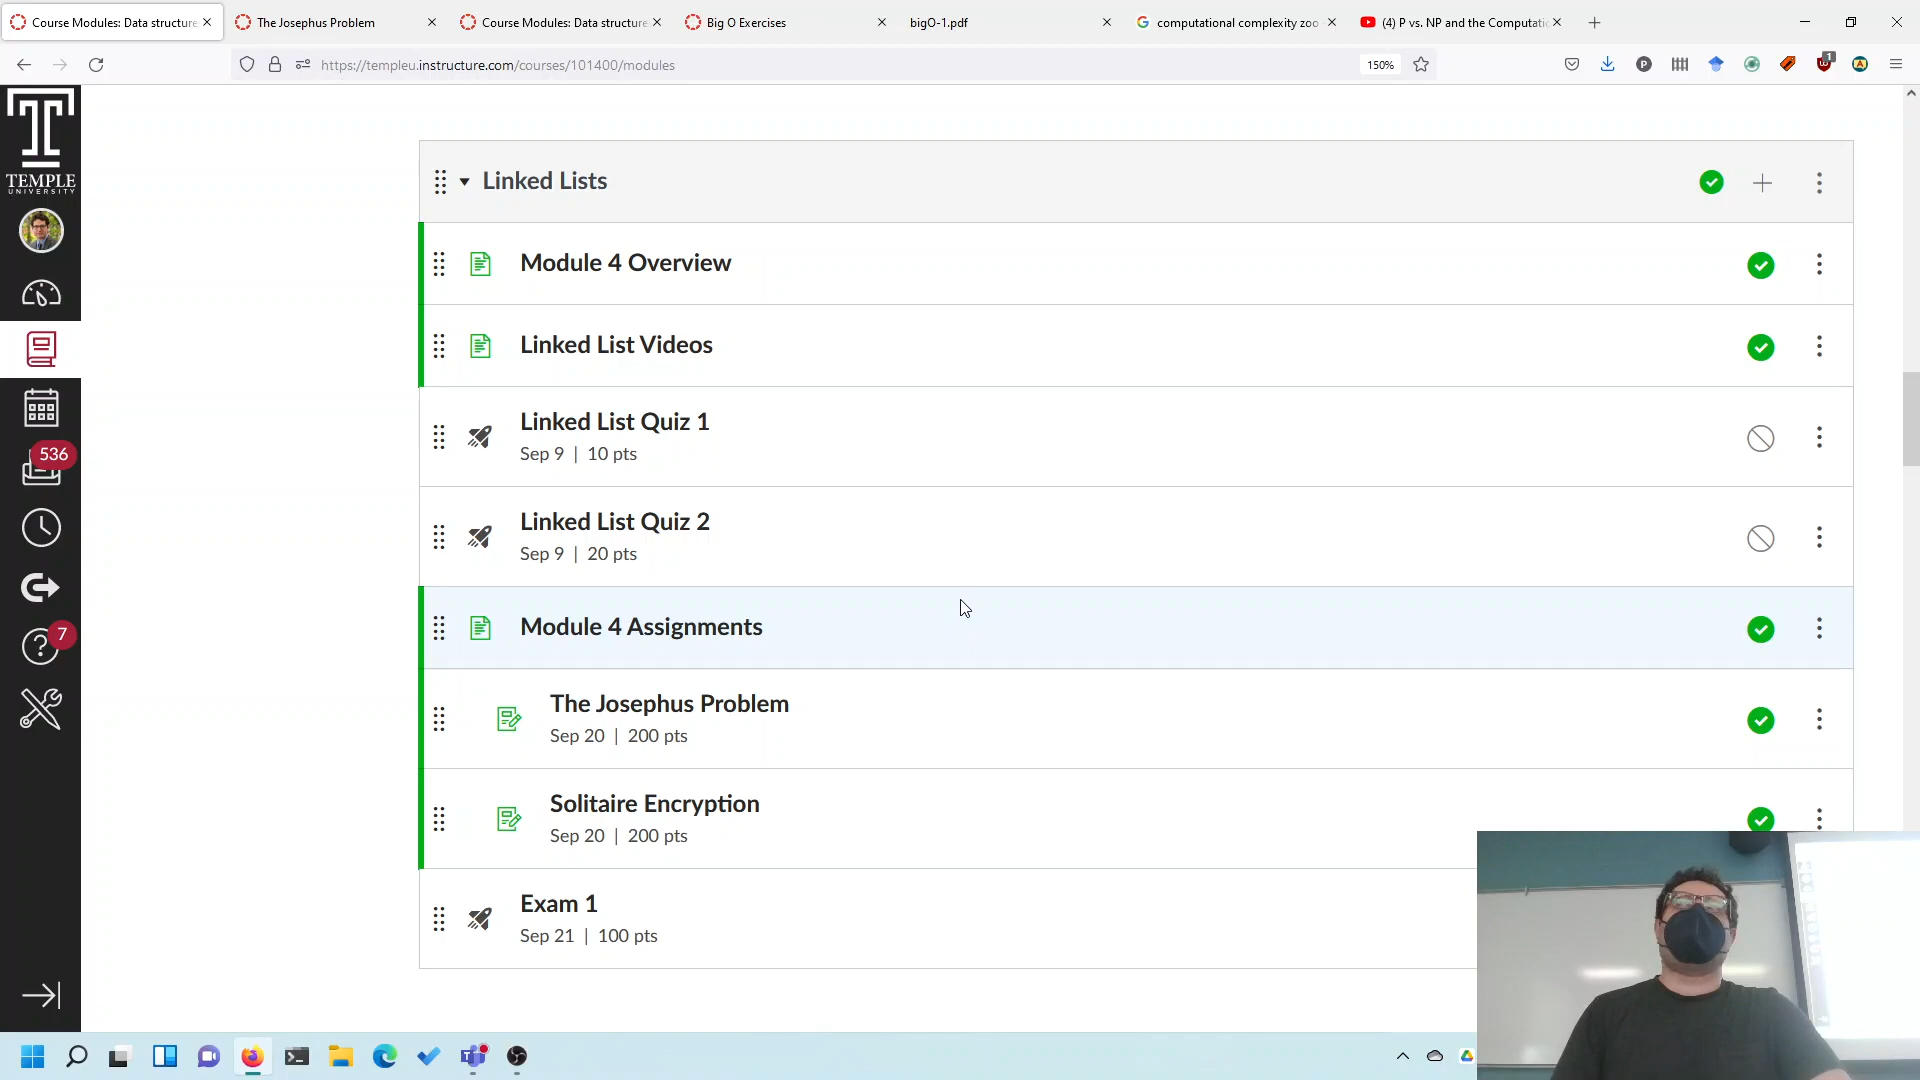 Course Modules: Data structure
The Josephus Problem
Course Modules: Data structure
Big O Exercises
bigO-1.pdf
computational complexity zoo
(4) P vs. NP and the Computatio
https://templeu.instructure.com/courses/101400/modules
150%
1
TEMPLE
UNIVERSITY
536
7
Linked Lists
Module 4 Overview
Linked List Videos
Linked List Quiz 1
Sep 9 | 10 pts
Linked List Quiz 2
Sep 9 | 20 pts
Module 4 Assignments
The Josephus Problem
Sep 20 | 200 pts
Solitaire Encryption
Sep 20 | 200 pts
Exam 1
Sep 21 | 100 pts